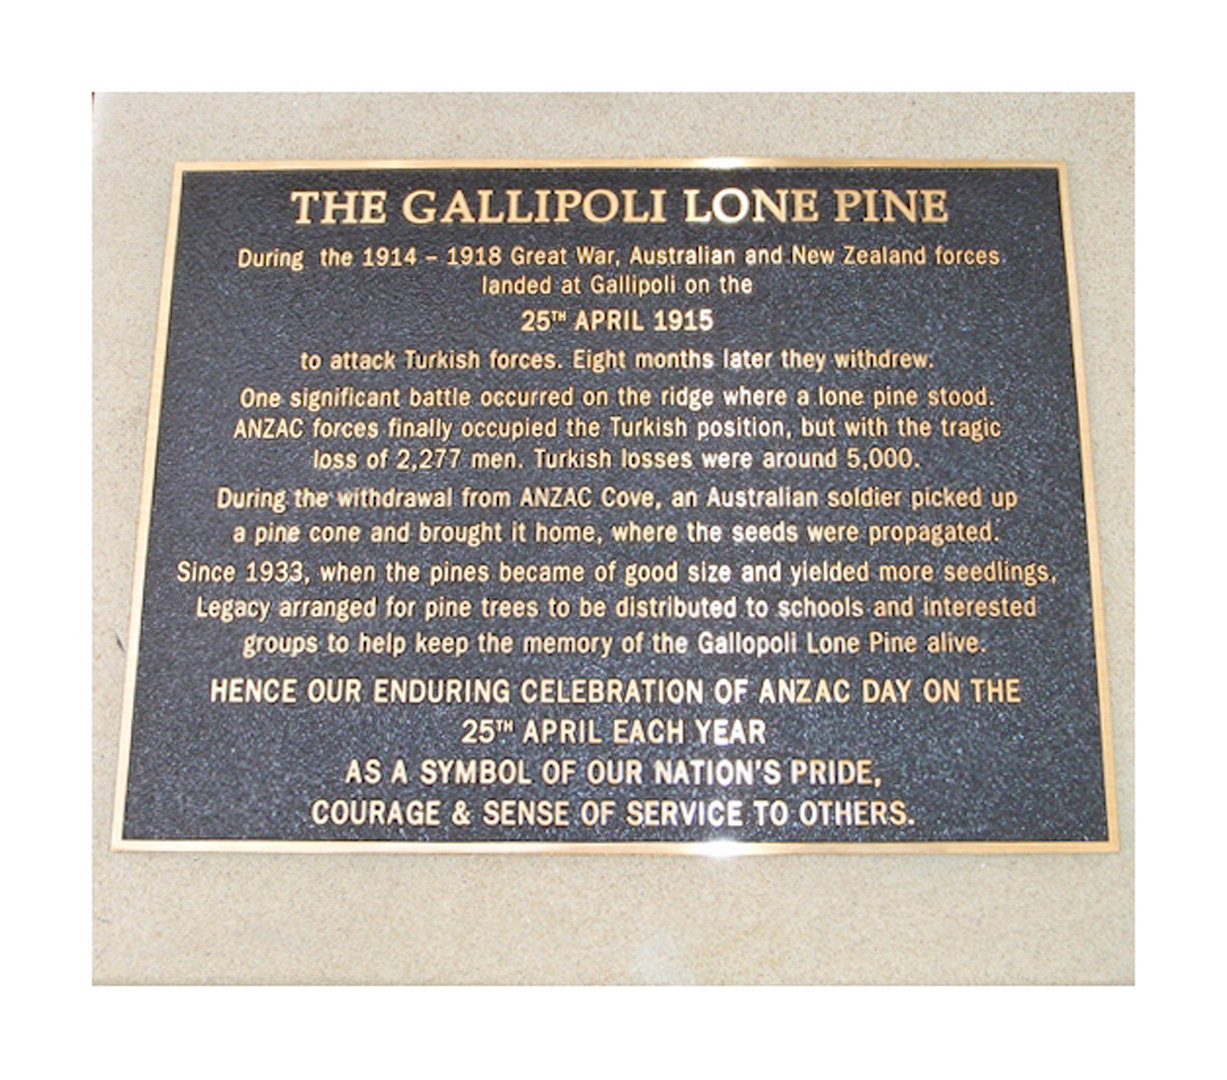 THE GALLIPOLI LONE PINE
During the 1914 – 1918 Great War, Australian and New Zealand forces
landed at Gallipoli on the
25TH APRIL 1915
to attack Turkish forces. Eight months later they withdrew.
One significant battle occurred on the ridge where a lone pine stood.
ANZAC forces finally occupied the Turkish position, but with the tragic
loss of 2,277 men. Turkish losses were around 5,000.
During the withdrawal from ANZAC Cove, an Australian soldier picked up
a pine cone and brought it home, where the seeds were propagated.
Since 1933, when the pines became of good size and yielded more seedlings,
Legacy arranged for pine trees to be distributed to schools and interested
groups to help keep the memory of the Gallopoli Lone Pine alive.
HENCE OUR ENDURING CELEBRATION OF ANZAC DAY ON THE
25TH APRIL EACH YEAR
AS A SYMBOL OF OUR NATION'S PRIDE,
COURAGE & SENSE OF SERVICE TO OTHERS.